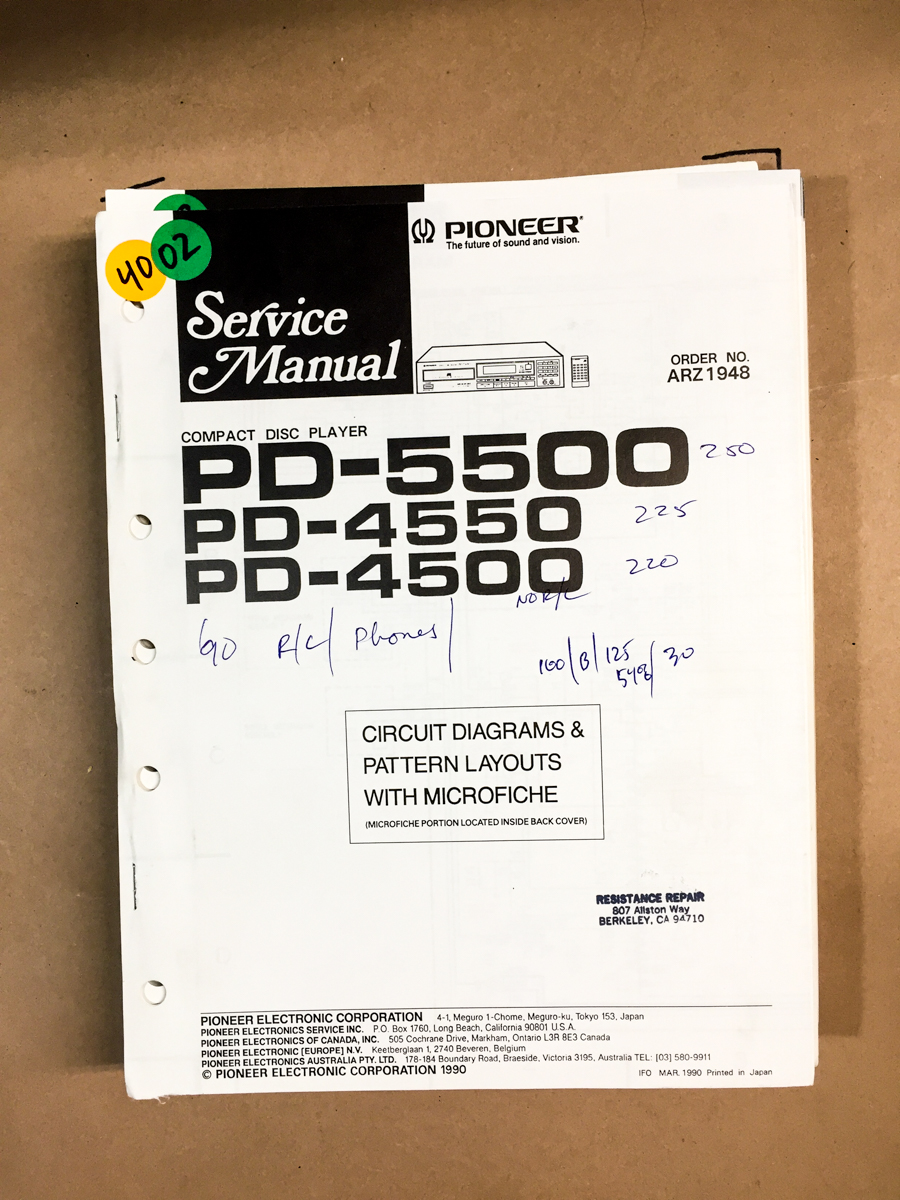 40
02
PIONEER®
The future of sound and vision.
Service
Manual
ORDER NO.
ARZ1948
COMPACT DISC PLAYER
PD-5500 250
PD-4550 225
PD-4500 220
NO R/C
'90 R/C/ Phones/
100/B/125
30
CIRCUIT DIAGRAMS &
PATTERN LAYOUTS
WITH MICROFICHE
(MICROFICHE PORTION LOCATED INSIDE BACK COVER)
RESISTANCE REPAIR
807 Allston Way
BERKELEY, CA 94710
PIONEER ELECTRONIC CORPORATION 4-1, Meguro 1-Chome, Meguro-ku, Tokyo 153, Japan
PIONEER ELECTRONICS SERVICE INC. P.O. Box 1760, Long Beach, California 90801 U.S.A.
PIONEER ELECTRONICS OF CANADA, INC. 505 Cochrane Drive, Markham, Ontario L3R 8E3 Canada
PIONEER ELECTRONIC [EUROPE] N.V. Keetberglaan 1, 2740 Beveren, Belgium
PIONEER ELECTRONICS AUSTRALIA PTY. LTD. 178-184 Boundary Road, Braeside, Victoria 3195, Australia TEL: [03] 580-9911
© PIONEER ELECTRONIC CORPORATION 1990
IFO MAR. 1990 Printed in Japan